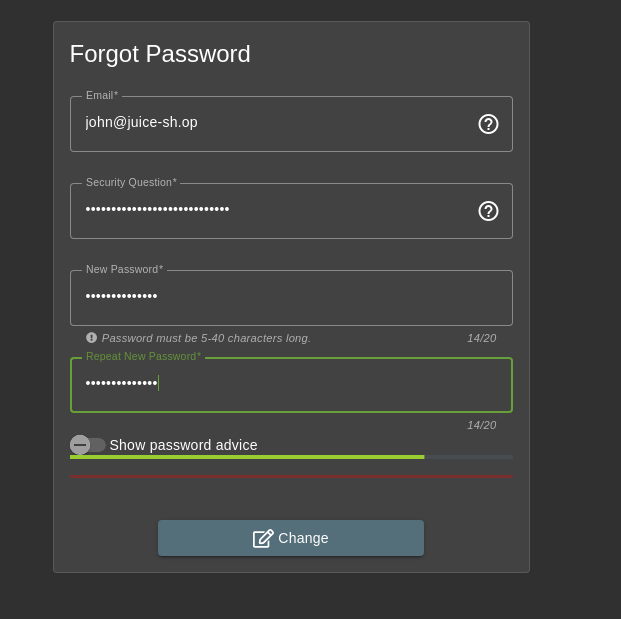 Forgot Password
Email*
john@juice-sh.op
Security Question*
••••••••••••••••••••••••••••
New Password*
••••••••••••••
Password must be 5-40 characters long. 14/20
Repeat New Password*
••••••••••••••
14/20
Show password advice
Change